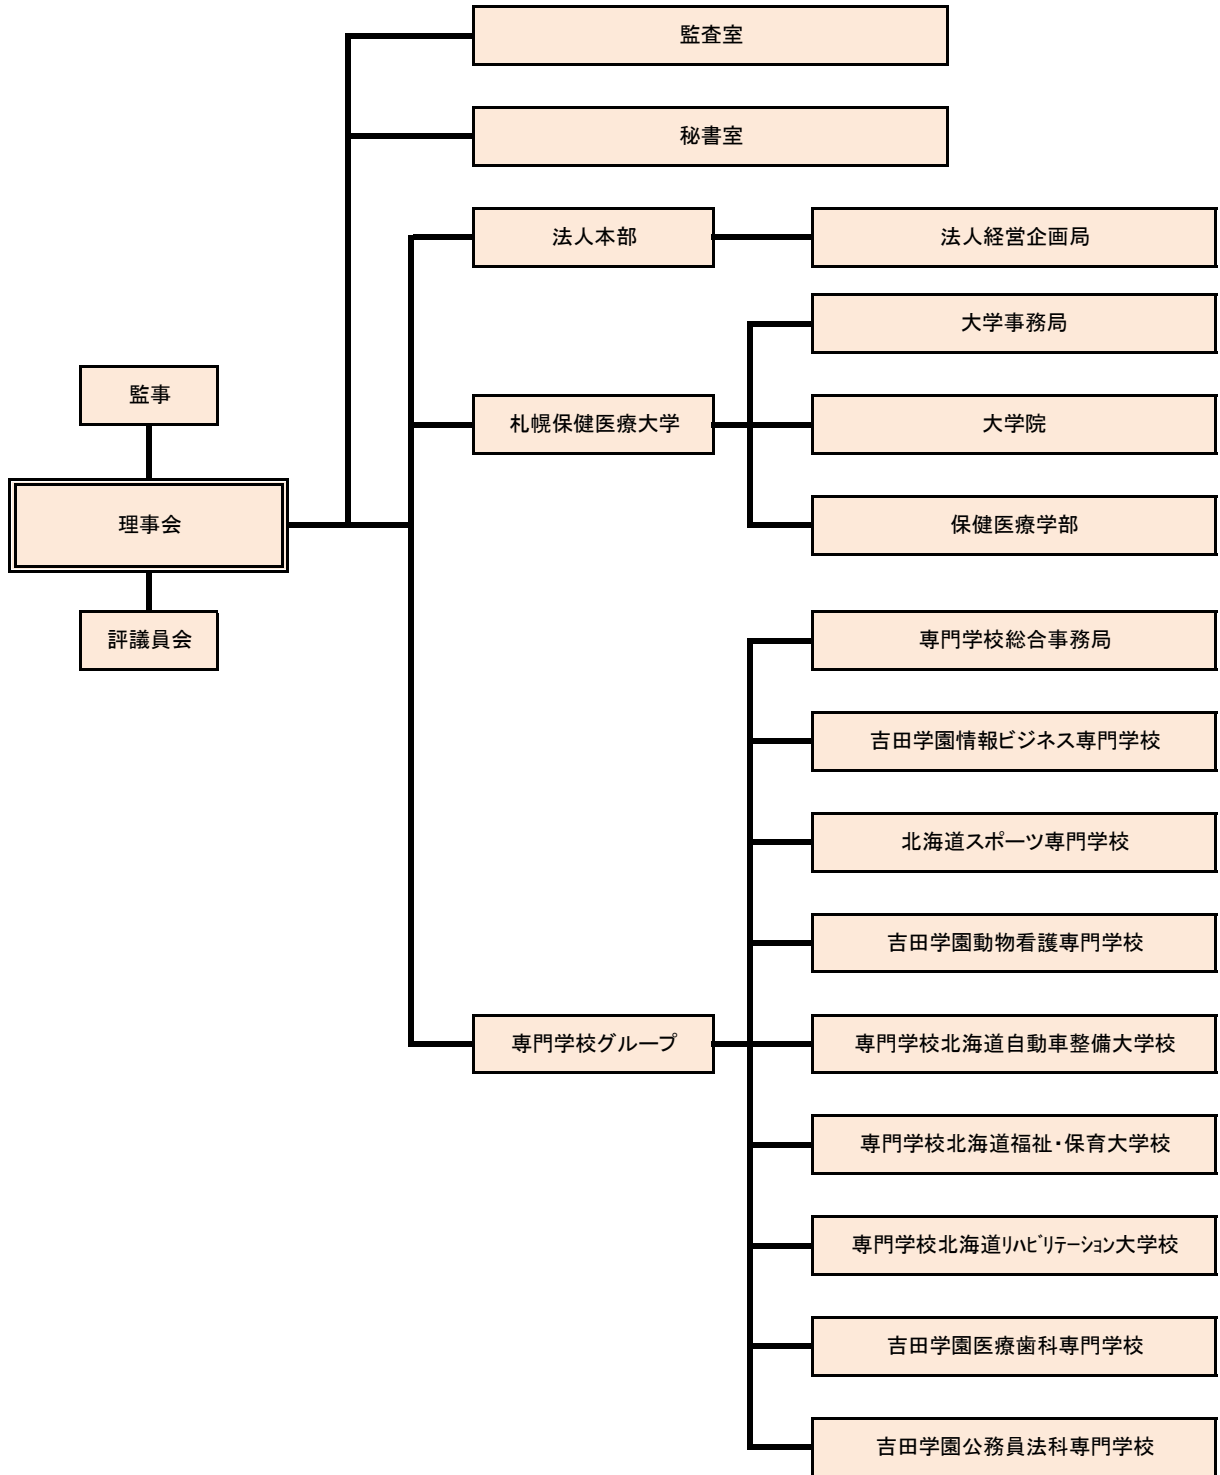 監査室
秘書室
法人本部
法人経営企画局
大学事務局
監事
札幌保健医療大学
大学院
理事会
保健医療学部
評議員会
専門学校総合事務局
吉田学園情報ビジネス専門学校
北海道スポーツ専門学校
吉田学園動物看護専門学校
専門学校グループ
専門学校北海道自動車整備大学校
専門学校北海道福祉・保育大学校
専門学校北海道ﾘﾊﾋﾞﾘﾃｰｼｮﾝ大学校
吉田学園医療歯科専門学校
吉田学園公務員法科専門学校